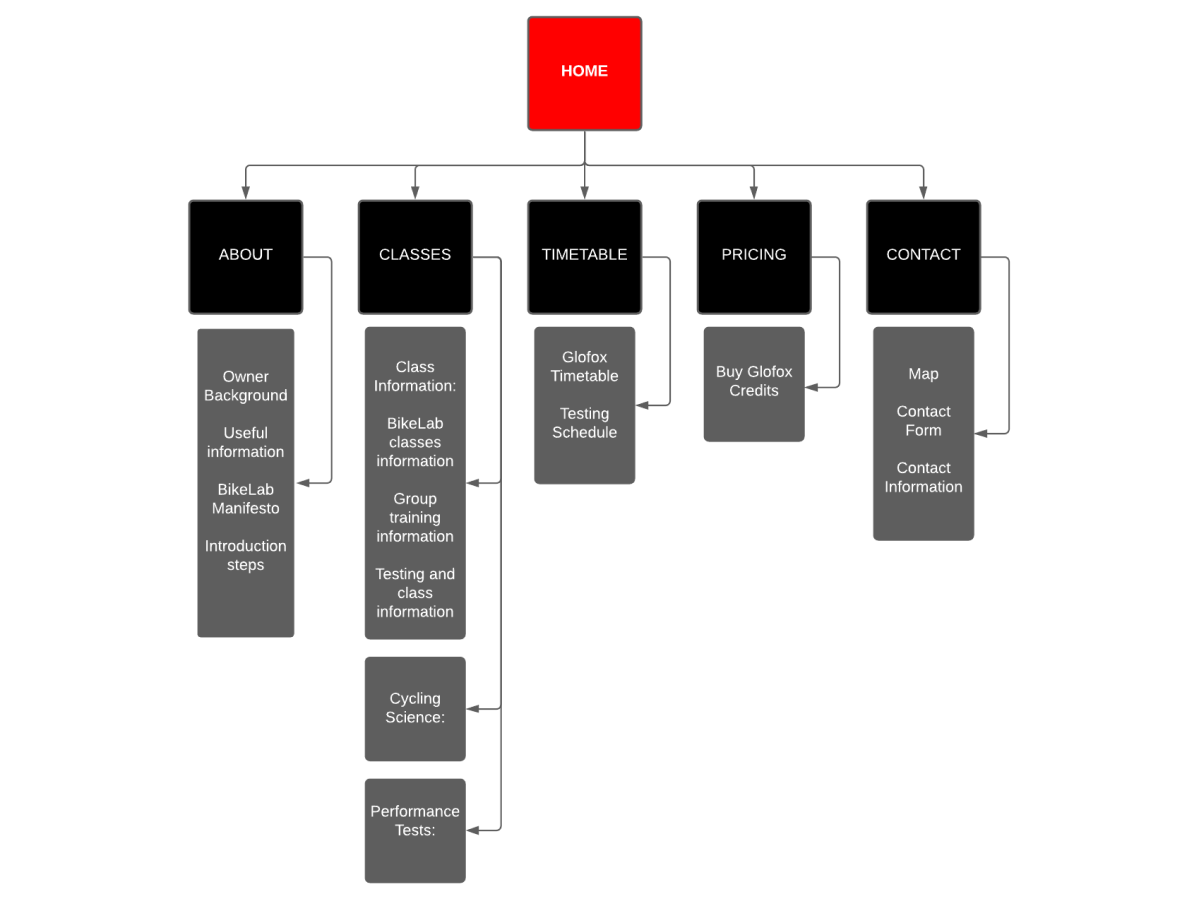 HOME
ABOUT
CLASSES
TIMETABLE
PRICING
CONTACT
Owner
Background
Useful
information
BikeLab
Manifesto
Introduction
steps
Class
Information:
BikeLab
classes
information
Group
training
information
Testing and
class
information
Cycling
Science:
Performance
Tests:
Glofox
Timetable
Testing
Schedule
Buy Glofox
Credits
Map
Contact
Form
Contact
Information